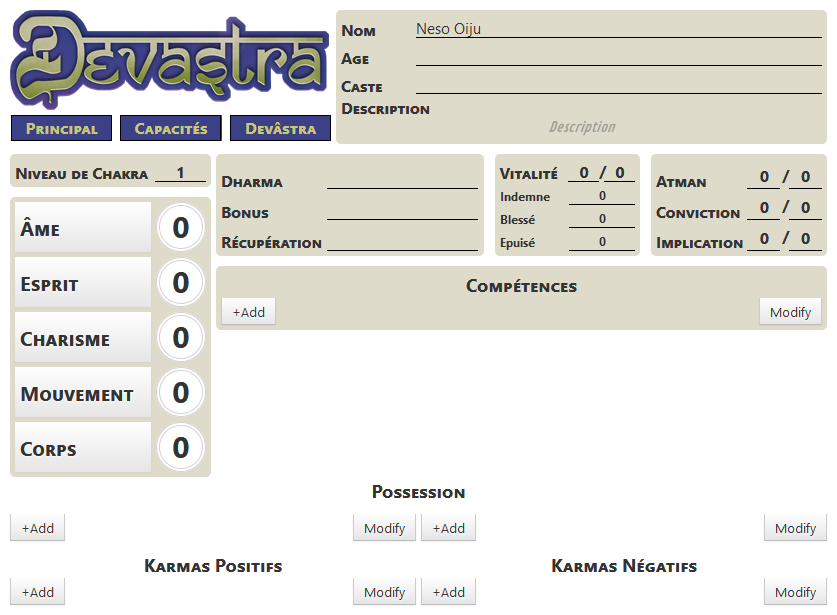 Devastra
Principal Capacités Devâstra
Nom Neso Oiju
Age
Caste
Description
Description
Niveau de Chakra 1
Âme 0
Esprit 0
Charisme 0
Mouvement 0
Corps 0
Dharma
Bonus
Récupération
Vitalité 0 / 0
Indemne 0
Blessé 0
Epuisé 0
Atman 0 / 0
Conviction 0 / 0
Implication 0 / 0
Compétences
+Add Modify
Possession
+Add Modify +Add Modify
Karmas Positifs Karmas Négatifs
+Add Modify +Add Modify